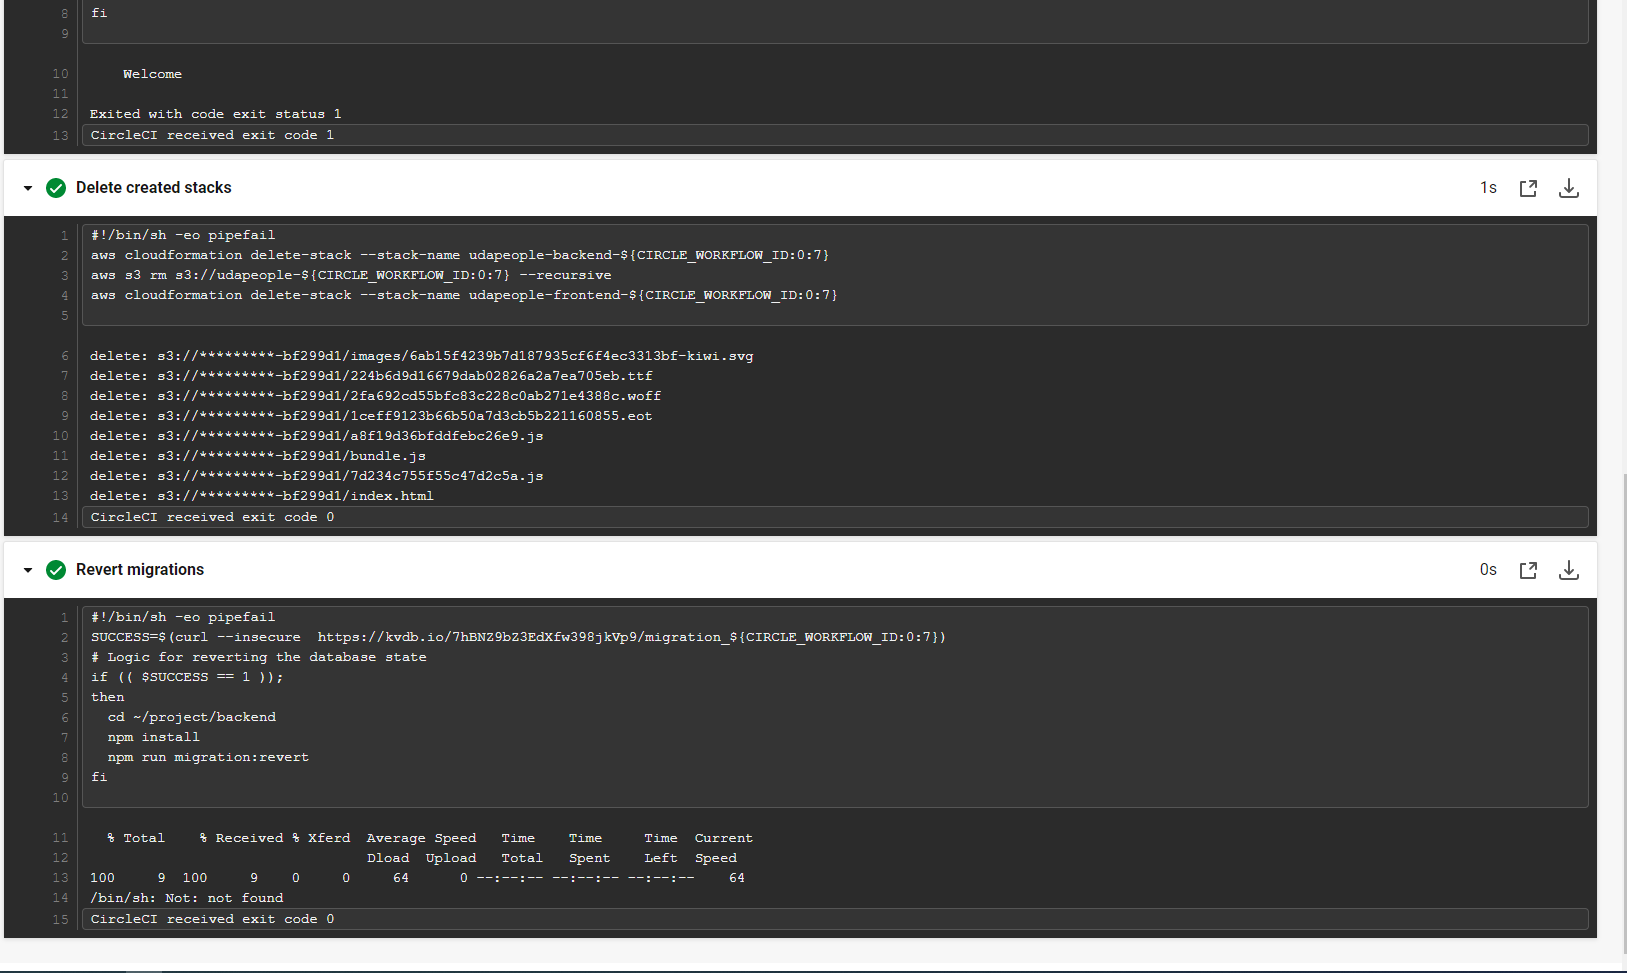 8 fi
9
10 Welcome
11
12 Exited with code exit status 1
13 CircleCI received exit code 1
Delete created stacks 1s
1 #!/bin/sh -eo pipefail
2 aws cloudformation delete-stack --stack-name udapeople-backend-${CIRCLE_WORKFLOW_ID:0:7}
3 aws s3 rm s3://udapeople-${CIRCLE_WORKFLOW_ID:0:7} --recursive
4 aws cloudformation delete-stack --stack-name udapeople-frontend-${CIRCLE_WORKFLOW_ID:0:7}
5
6 delete: s3://*********-bf299d1/images/6ab15f4239b7d187935cf6f4ec3313bf-kiwi.svg
7 delete: s3://*********-bf299d1/224b6d9d16679dab02826a2a7ea705eb.ttf
8 delete: s3://*********-bf299d1/2fa692cd55bfc83c228c0ab271e4388c.woff
9 delete: s3://*********-bf299d1/1ceff9123b66b50a7d3cb5b221160855.eot
10 delete: s3://*********-bf299d1/a8f19d36bfddfebc26e9.js
11 delete: s3://*********-bf299d1/bundle.js
12 delete: s3://*********-bf299d1/7d234c755f55c47d2c5a.js
13 delete: s3://*********-bf299d1/index.html
14 CircleCI received exit code 0
Revert migrations 0s
1 #!/bin/sh -eo pipefail
2 SUCCESS=$(curl --insecure  https://kvdb.io/7hBNZ9bZ3EdXfw398jkVp9/migration_${CIRCLE_WORKFLOW_ID:0:7})
3 # Logic for reverting the database state
4 if (( $SUCCESS == 1 ));
5 then
6   cd ~/project/backend
7   npm install
8   npm run migration:revert
9 fi
10
11 % Total    % Received % Xferd  Average Speed   Time    Time     Time  Current
12 Dload  Upload   Total   Spent    Left  Speed
13 100     9  100     9    0     0     64      0 --:--:-- --:--:-- --:--:--    64
14 /bin/sh: Not: not found
15 CircleCI received exit code 0